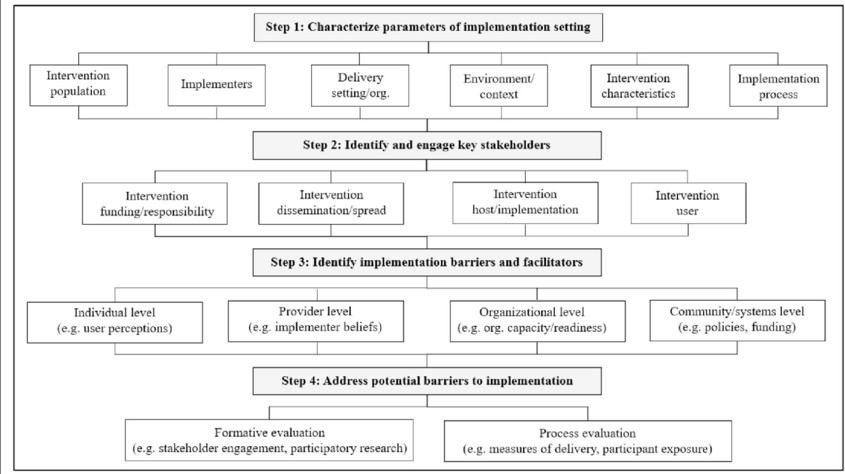 Step 1: Characterize parameters of implementation setting
Intervention
population
Implementers
Delivery
setting/org.
Environment/
context
Intervention
characteristics
Implementation
process
Step 2: Identify and engage key stakeholders
Intervention
funding/responsibility
Intervention
dissemination/spread
Intervention
host/implementation
Intervention
user
Step 3: Identify implementation barriers and facilitators
Individual level
(e.g. user perceptions)
Provider level
(e.g. implementer beliefs)
Organizational level
(e.g. org. capacity/readiness)
Community/systems level
(e.g. policies, funding)
Step 4: Address potential barriers to implementation
Formative evaluation
(e.g. stakeholder engagement, participatory research)
Process evaluation
(e.g. measures of delivery, participant exposure)